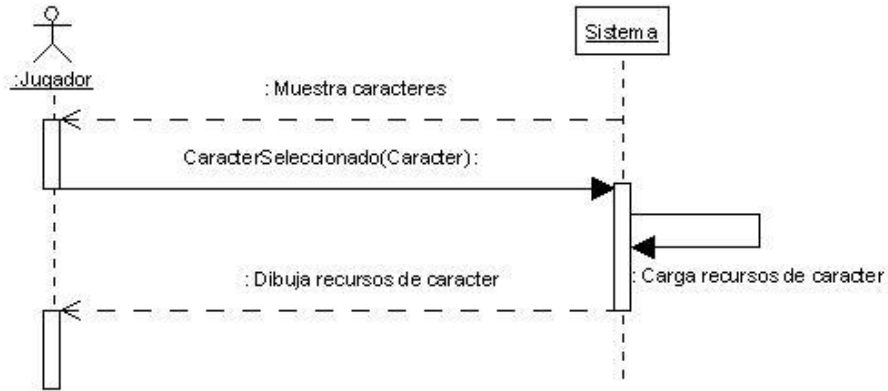 Sistema
:Jugador
: Muestra caracteres
CaracterSeleccionado(Caracter):
: Dibuja recursos de caracter
: Carga recursos de caracter